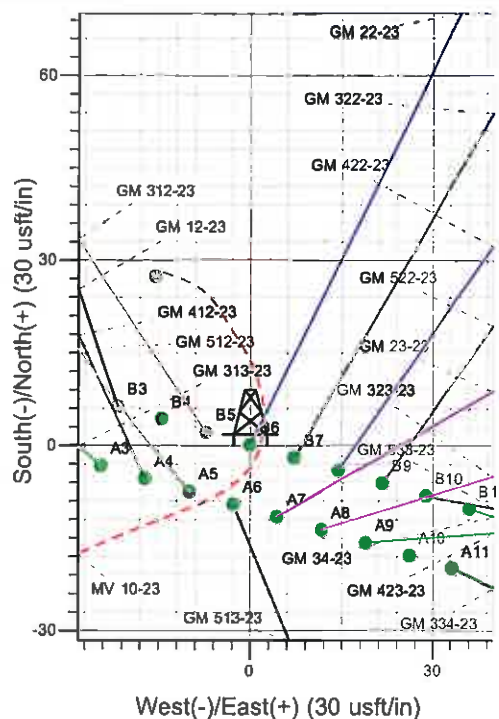 GM 22-23
60
GM 322-23
GM 422-23
GM 312-23
GM 12-23
30
GM 522-23
GM 412-23
GM 512-23
GM 23-23
GM 313-23
GM 323-23
B3
B4
B5
B7
B9
B10
0
A3
A4
A5
A6
A7
A8
A9
A10
A11
GM 34-23
MV 10-23
GM 423-23
GM 513-23
GM 334-23
-30
0
30
South(-)/North(+) (30 usft/in)
West(-)/East(+) (30 usft/in)